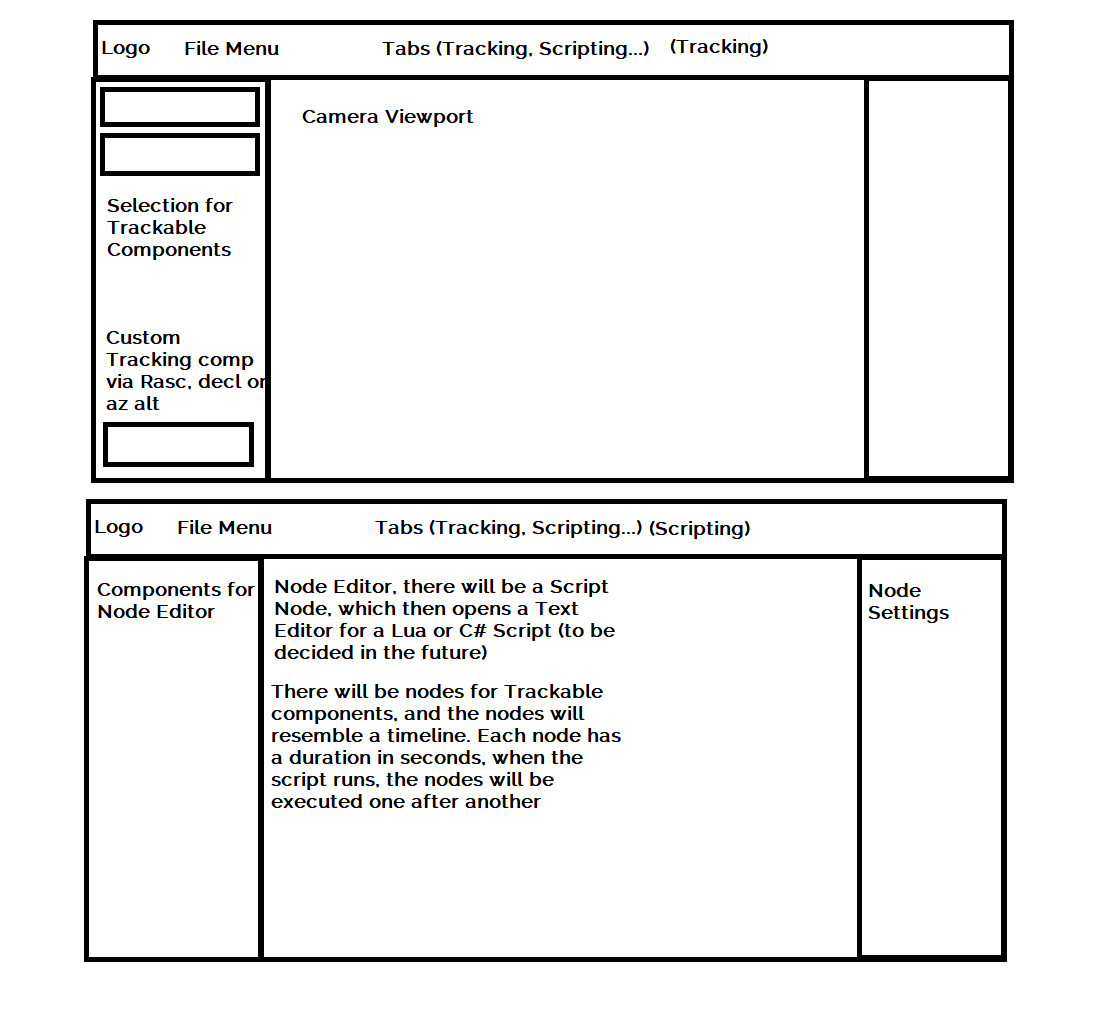 Logo File Menu Tabs (Tracking, Scripting...) (Tracking)
Camera Viewport
Selection for
Trackable
Components
Custom
Tracking comp
via Rasc, decl or
az alt
Logo File Menu Tabs (Tracking, Scripting...) (Scripting)
Components for
Node Editor
Node Editor, there will be a Script
Node, which then opens a Text
Editor for a Lua or C# Script (to be
decided in the future)
There will be nodes for Trackable
components, and the nodes will
resemble a timeline. Each node has
a duration in seconds, when the
script runs, the nodes will be
executed one after another
Node
Settings